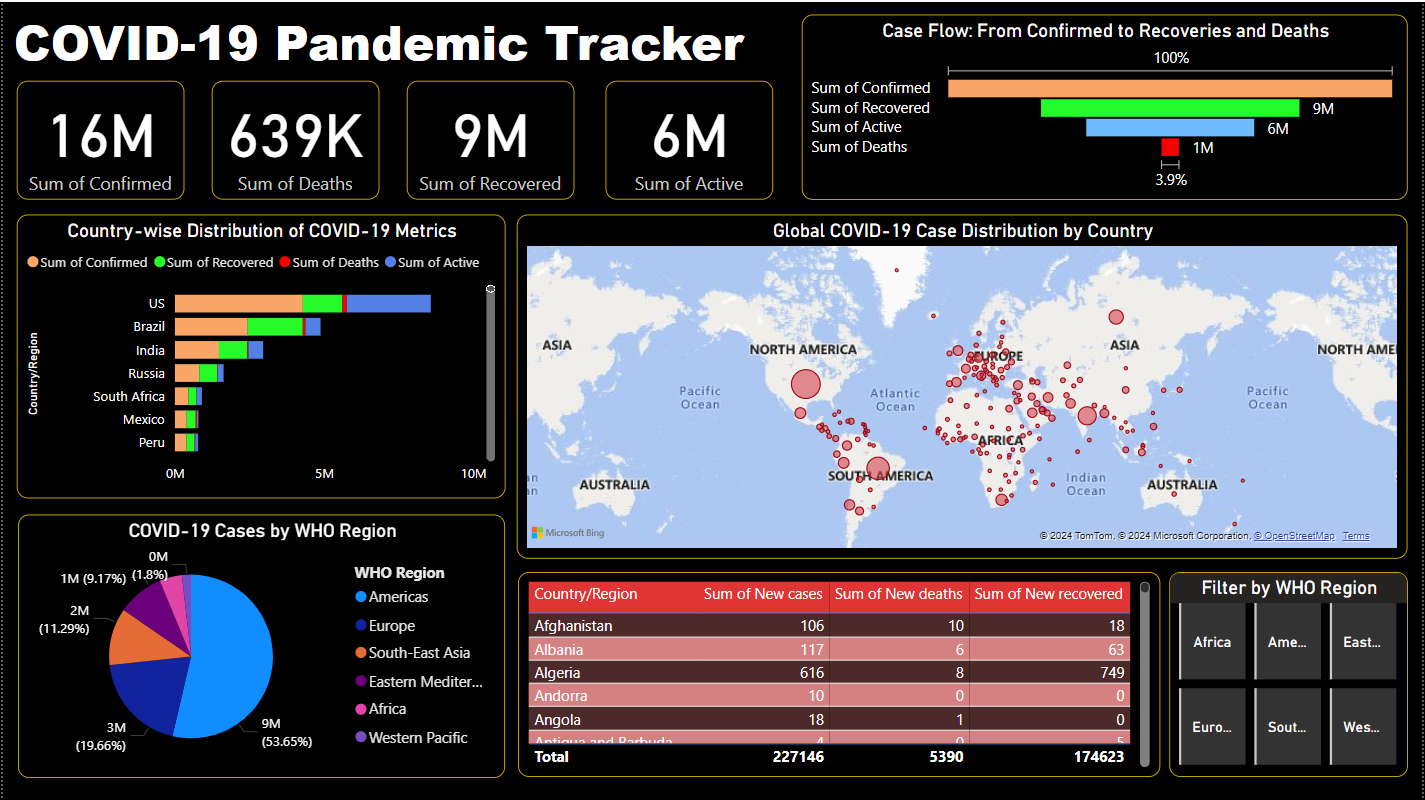 COVID-19 Pandemic Tracker
16M
Sum of Confirmed
639K
Sum of Deaths
9M
Sum of Recovered
6M
Sum of Active
Case Flow: From Confirmed to Recoveries and Deaths
100%
Sum of Confirmed
Sum of Recovered 9M
Sum of Active 6M
Sum of Deaths 1M
3.9%
Country-wise Distribution of COVID-19 Metrics
Sum of Confirmed Sum of Recovered Sum of Deaths Sum of Active
Country/Region
US
Brazil
India
Russia
South Africa
Mexico
Peru
0M 5M 10M
Global COVID-19 Case Distribution by Country
ASIA
NORTH AMERICA
EUROPE
ASIA
NORTH AME
Pacific
Ocean
Atlantic
Ocean
Pacific
Ocean
AFRICA
SOUTH AMERICA
an
n
AUSTRALIA
Indian
Ocean
AUSTRALIA
Microsoft Bing
© 2024 TomTom, © 2024 Microsoft Corporation, © OpenStreetMap Terms
COVID-19 Cases by WHO Region
0M
(1.8%)
1M (9.17%)
2M
(11.29%)
3M
(19.66%)
9M
(53.65%)
WHO Region
Americas
Europe
South-East Asia
Eastern Mediter...
Africa
Western Pacific
Country/Region Sum of New cases Sum of New deaths Sum of New recovered
Afghanistan 106 10 18
Albania 117 6 63
Algeria 616 8 749
Andorra 10 0 0
Angola 18 1 0
Antigua and Barbuda 4 0 5
Total 227146 5390 174623
Filter by WHO Region
Africa Ame... East...
Euro... Sout... Wes...